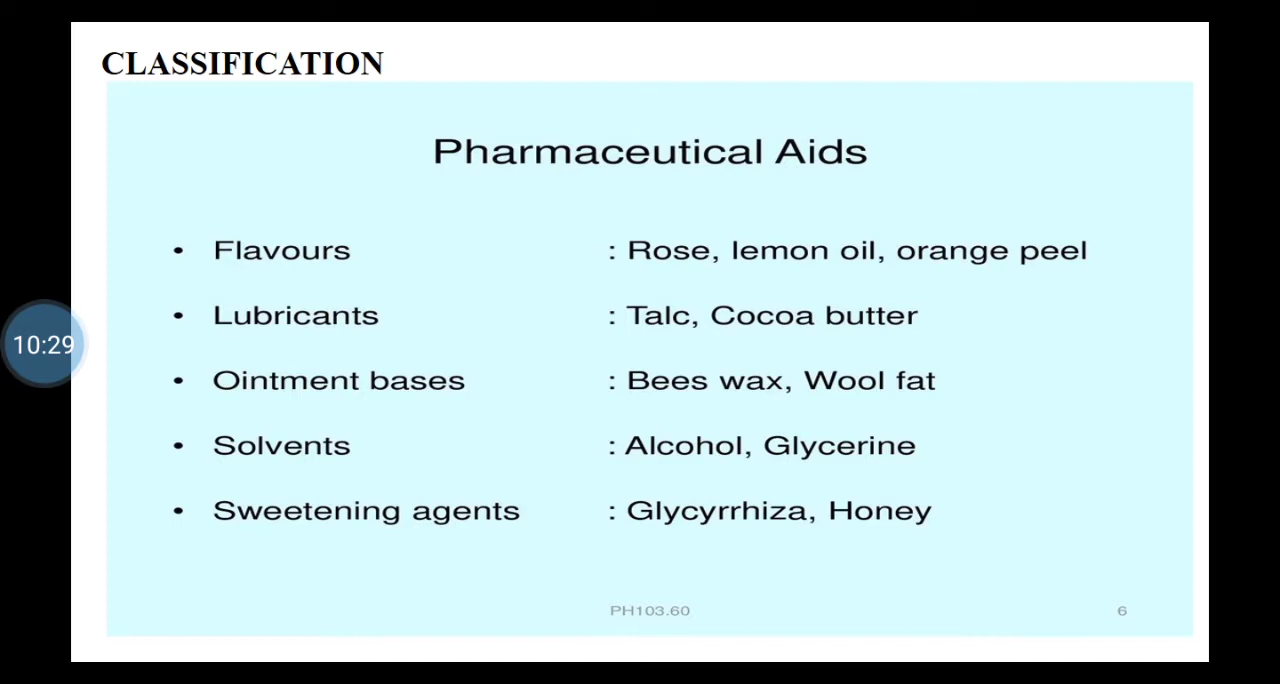 CLASSIFICATION
Pharmaceutical Aids
• Flavours : Rose, lemon oil, orange peel
• Lubricants : Talc, Cocoa butter
10:29
• Ointment bases : Bees wax, Wool fat
• Solvents : Alcohol, Glycerine
• Sweetening agents : Glycyrrhiza, Honey
PH103.60 6